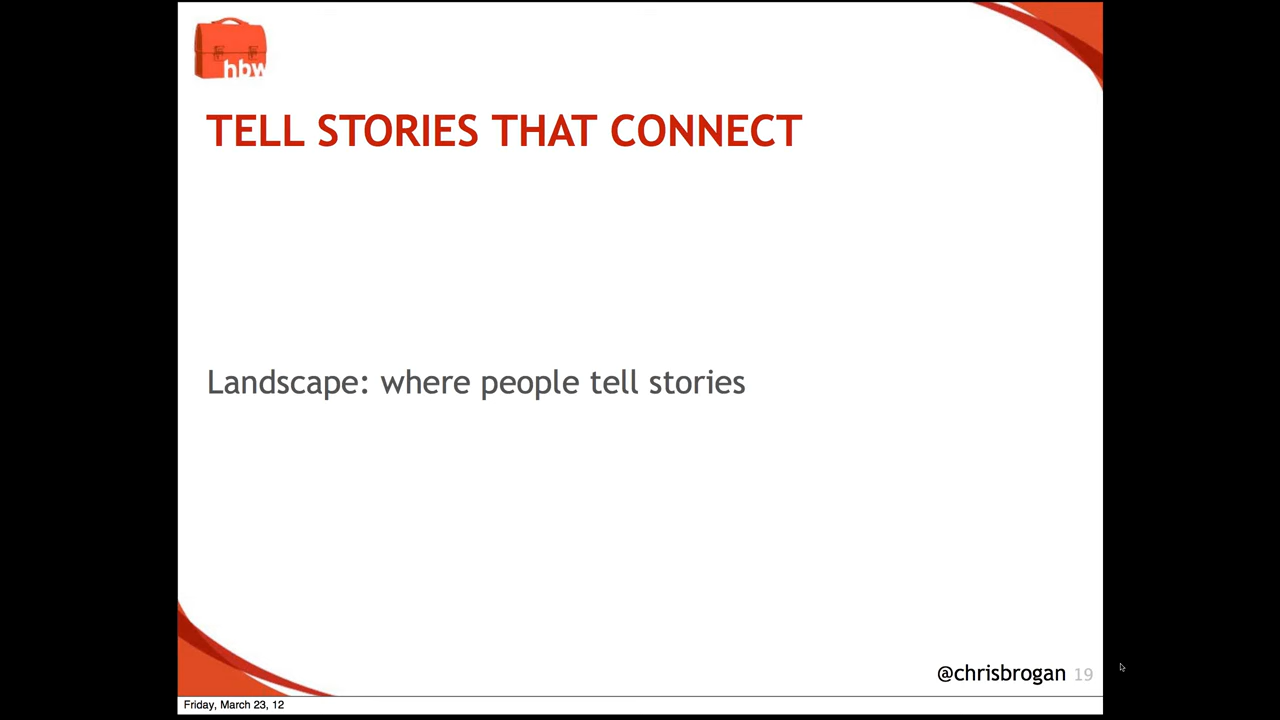 hbw
TELL STORIES THAT CONNECT
Landscape: where people tell stories
@chrisbrogan 19
Friday, March 23, 12